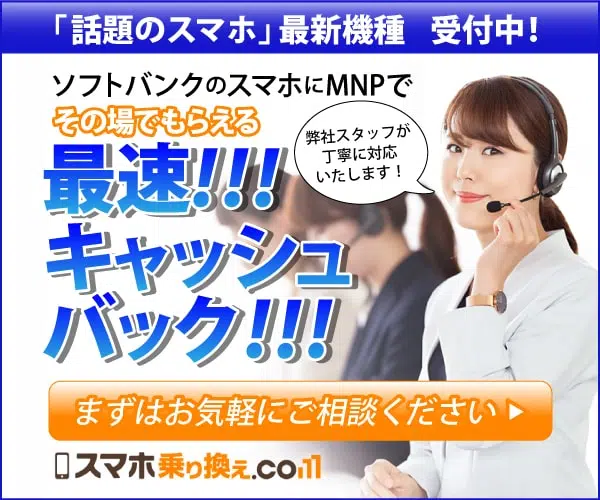 「話題のスマホ」最新機種 受付中!
ソフトバンクのスマホにMNPで
その場でもらえる
最速!!!
キャッシュ
バック!!!
弊社スタッフが
丁寧に対応
いたします!
まずはお気軽にご相談ください
スマホ乗り換え.com